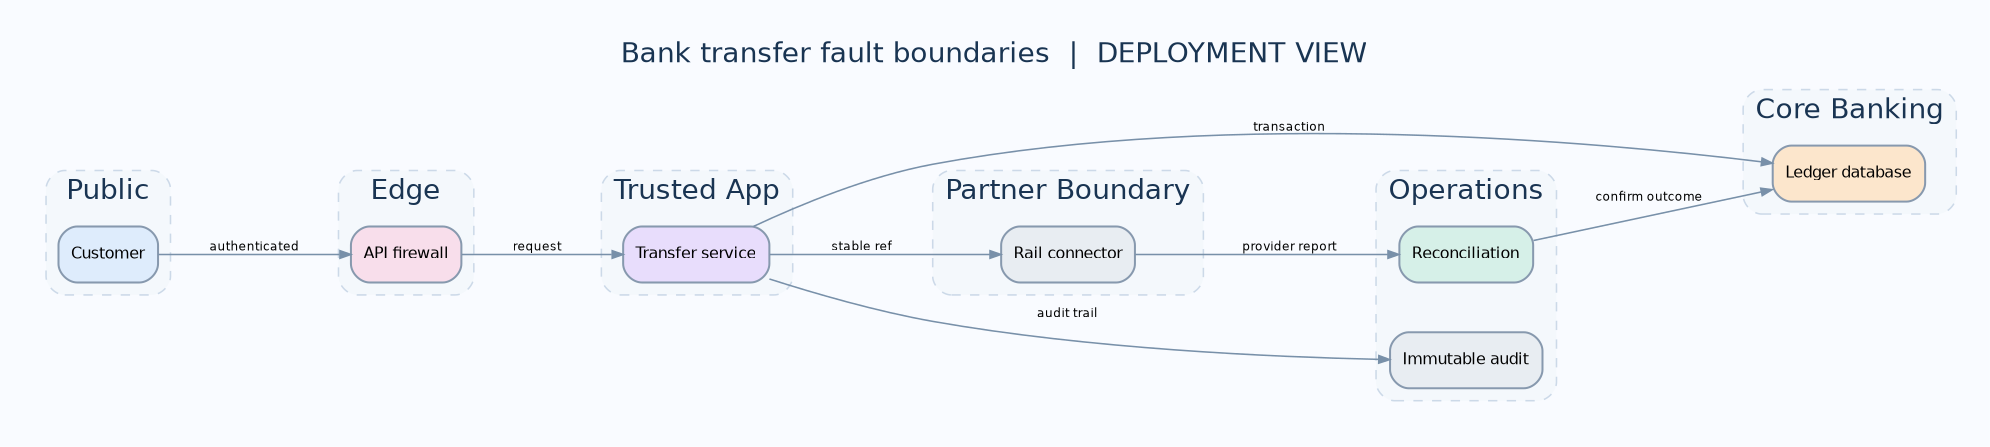 Bank transfer fault boundaries | DEPLOYMENT VIEW
Public
Customer
authenticated
Edge
API firewall
request
Trusted App
Transfer service
transaction
stable ref
audit trail
Partner Boundary
Rail connector
provider report
Operations
Reconciliation
Immutable audit
confirm outcome
Core Banking
Ledger database